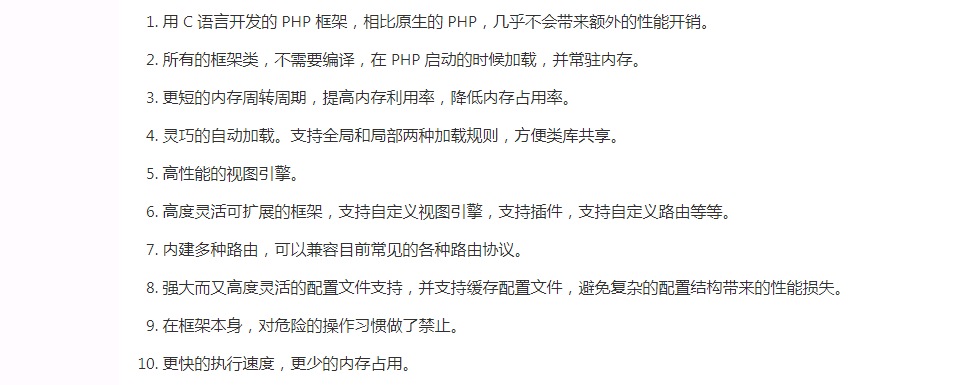 1. 用 C 语言开发的 PHP 框架，相比原生的 PHP，几乎不会带来额外的性能开销。
2. 所有的框架类，不需要编译，在 PHP 启动的时候加载，并常驻内存。
3. 更短的内存周转周期，提高内存利用率，降低内存占用率。
4. 灵巧的自动加载。支持全局和局部两种加载规则，方便类库共享。
5. 高性能的视图引擎。
6. 高度灵活可扩展的框架，支持自定义视图引擎，支持插件，支持自定义路由等等。
7. 内建多种路由，可以兼容目前常见的各种路由协议。
8. 强大而又高度灵活的配置文件支持，并支持缓存配置文件，避免复杂的配置结构带来的性能损失。
9. 在框架本身，对危险的操作习惯做了禁止。
10. 更快的执行速度，更少的内存占用。